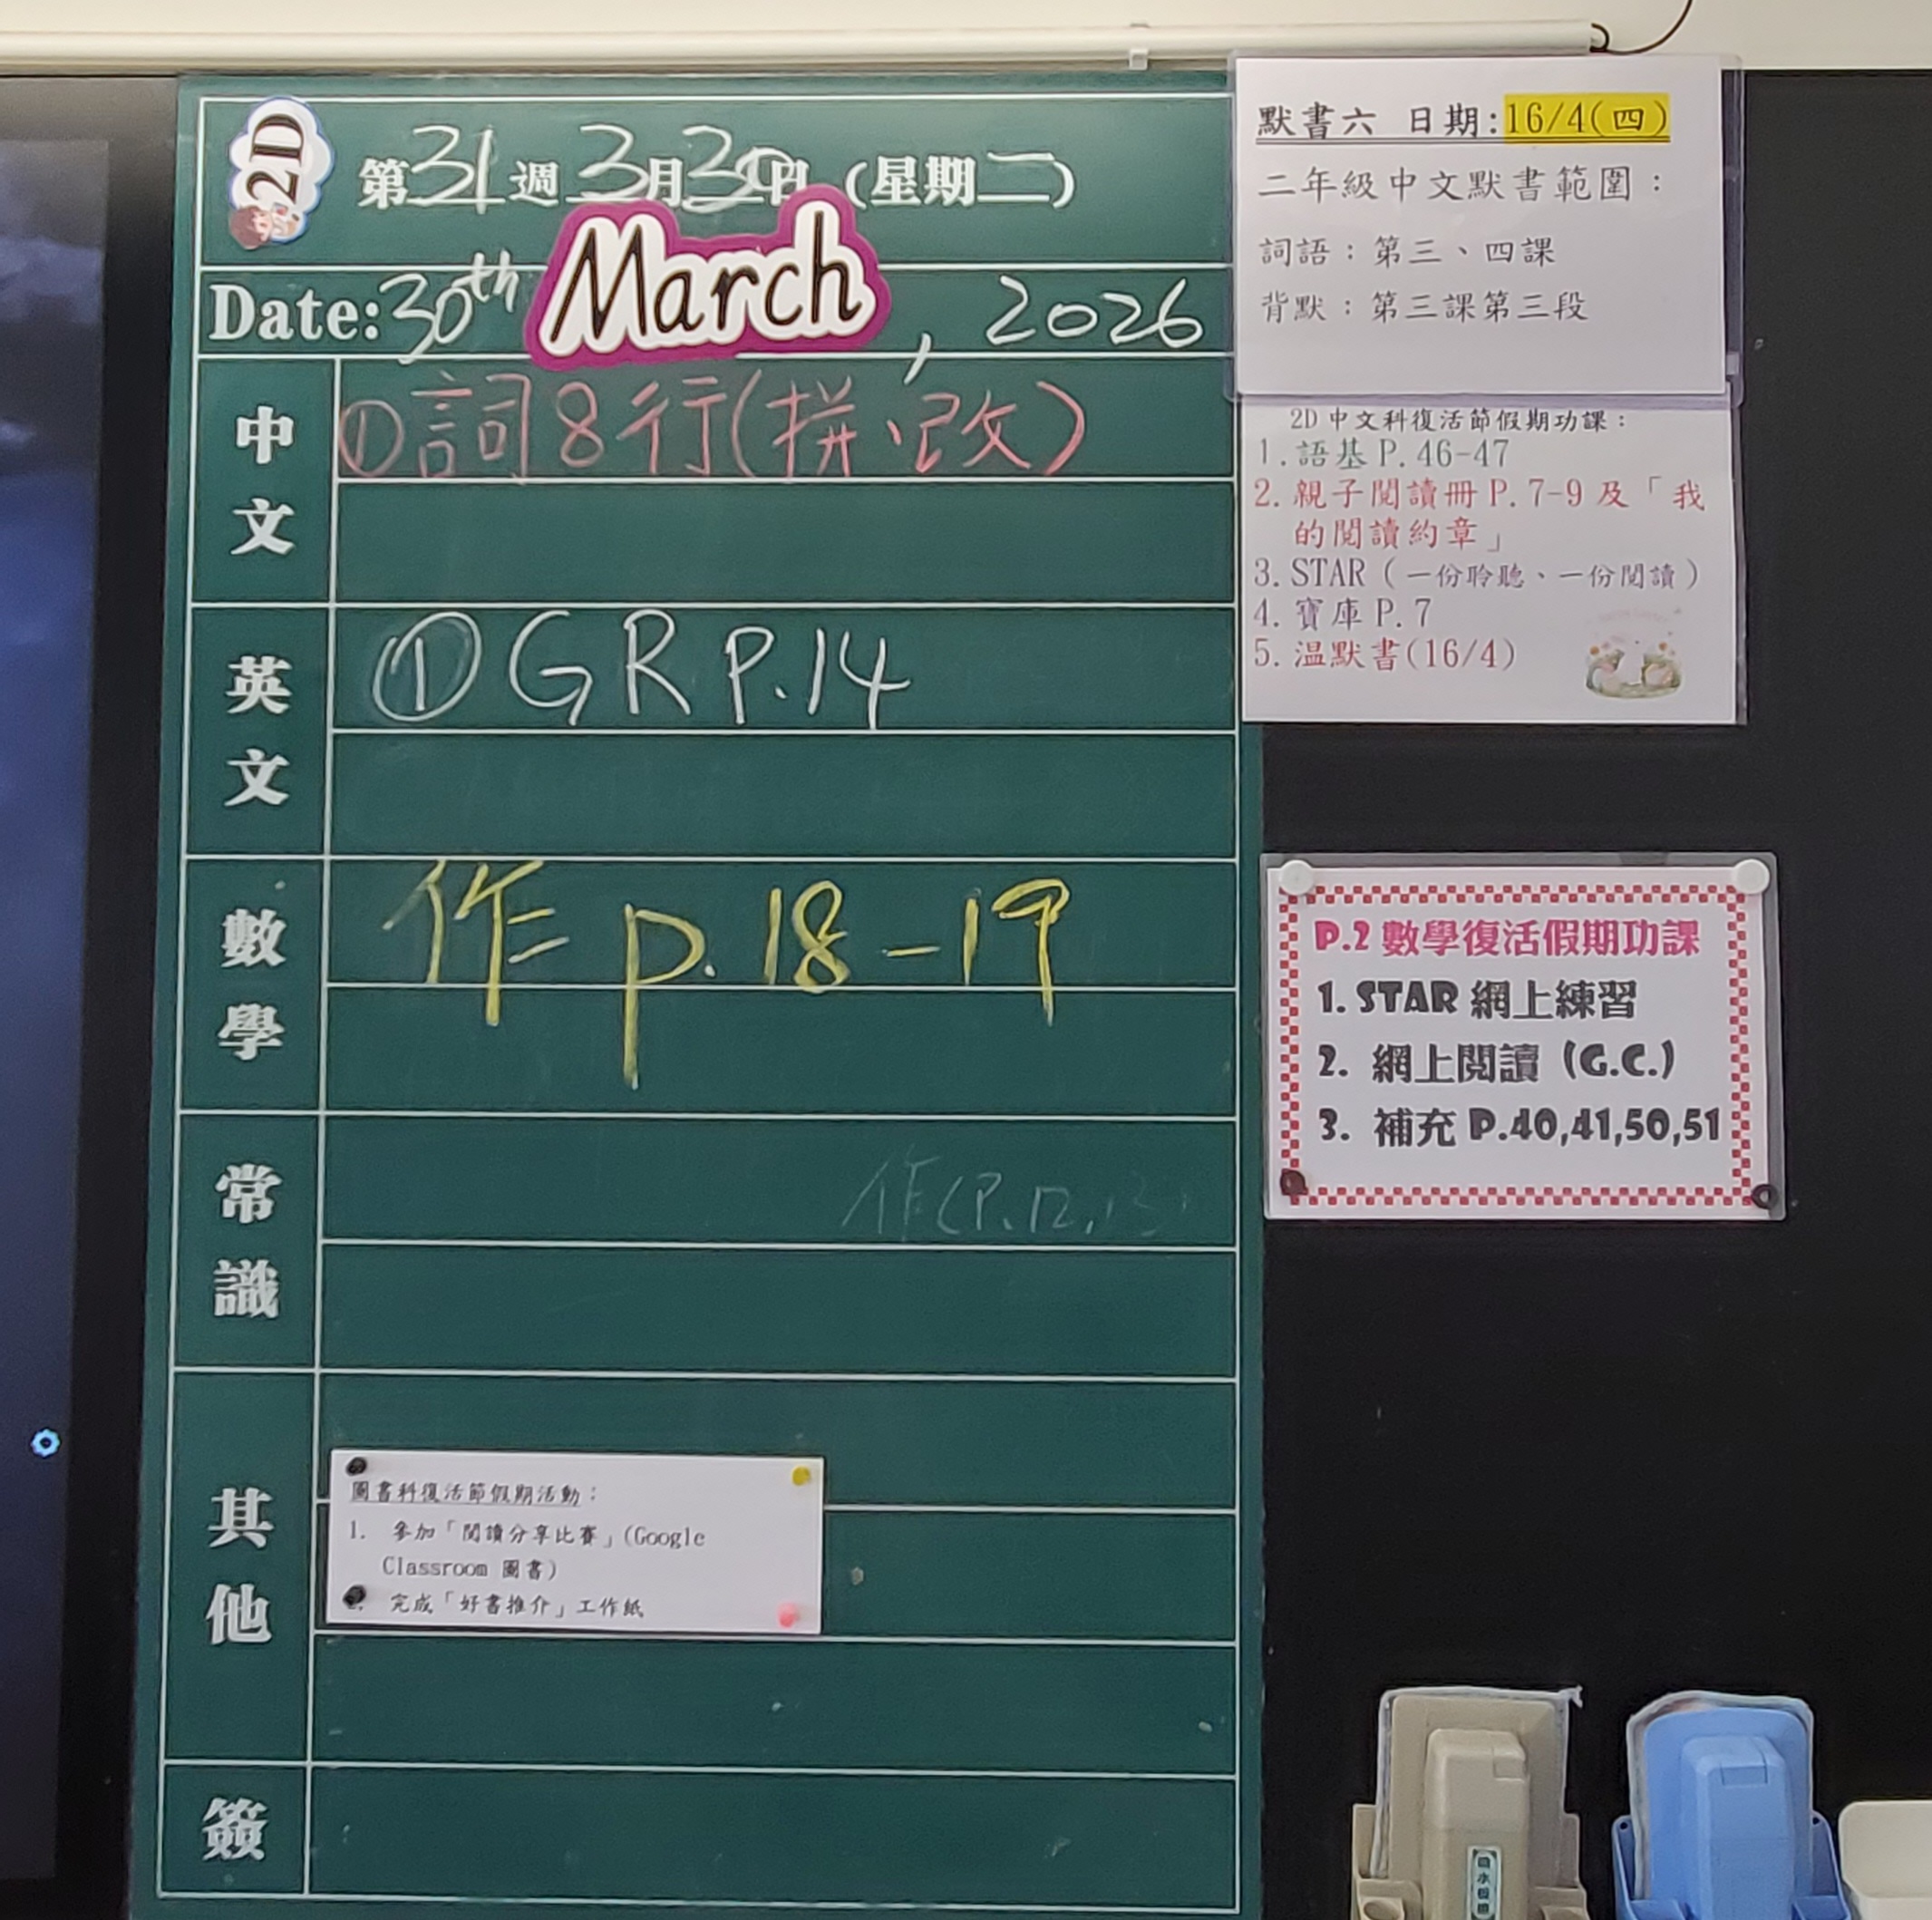 2D
第31週3月30日(星期二)
Date:30th March, 2026
中文
①詞8行(拼、改)
英文
①GR P.14
數學
作 p.18-19
常識
作(P.12,13)
其他
圖書科復活節假期活動：
1. 參加「閱讀分享比賽」(Google
Classroom 圖書)
2. 完成「好書推介」工作紙
簽
默書六 日期:16/4(四)
二年級中文默書範圍：
詞語：第三、四課
背默：第三課第三段
2D 中文科復活節假期功課：
1.語基 P.46-47
2.親子閱讀冊 P.7-9 及「我
的閱讀約章」
3.STAR（一份聆聽、一份閱讀）
4.寶庫 P.7
5.温默書(16/4)
P.2 數學復活假期功課
1. STAR 網上練習
2. 網上閱讀 (G.C.)
3. 補充 P.40,41,50,51